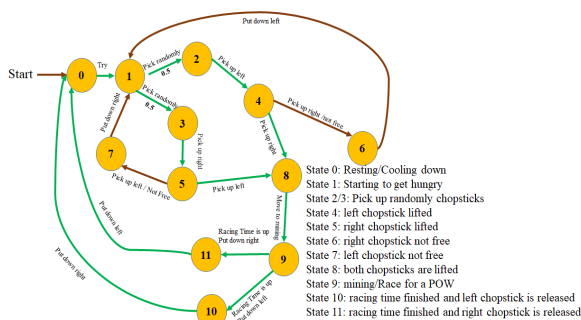 Put down left
Start
0
Try
1
Pick randomly
0.5
2
Pick up left
4
Pick up right /not free
6
Pick randomly
0.5
3
Pick up right
Pick up right
Put down right
7
Pick up left / Not Free
5
Pick up left
8
Move to mining
Put down left
Put down right
Racing Time is up
Put down right
11
9
Racing Time is up
Put down left
10
State 0: Resting/Cooling down
State 1: Starting to get hungry
State 2/3: Pick up randomly chopsticks
State 4: left chopstick lifted
State 5: right chopstick lifted
State 6: right chopstick not free
State 7: left chopstick not free
State 8: both chopsticks are lifted
State 9: mining/Race for a POW
State 10: racing time finished and left chopstick is released
State 11: racing time finished and right chopstick is released